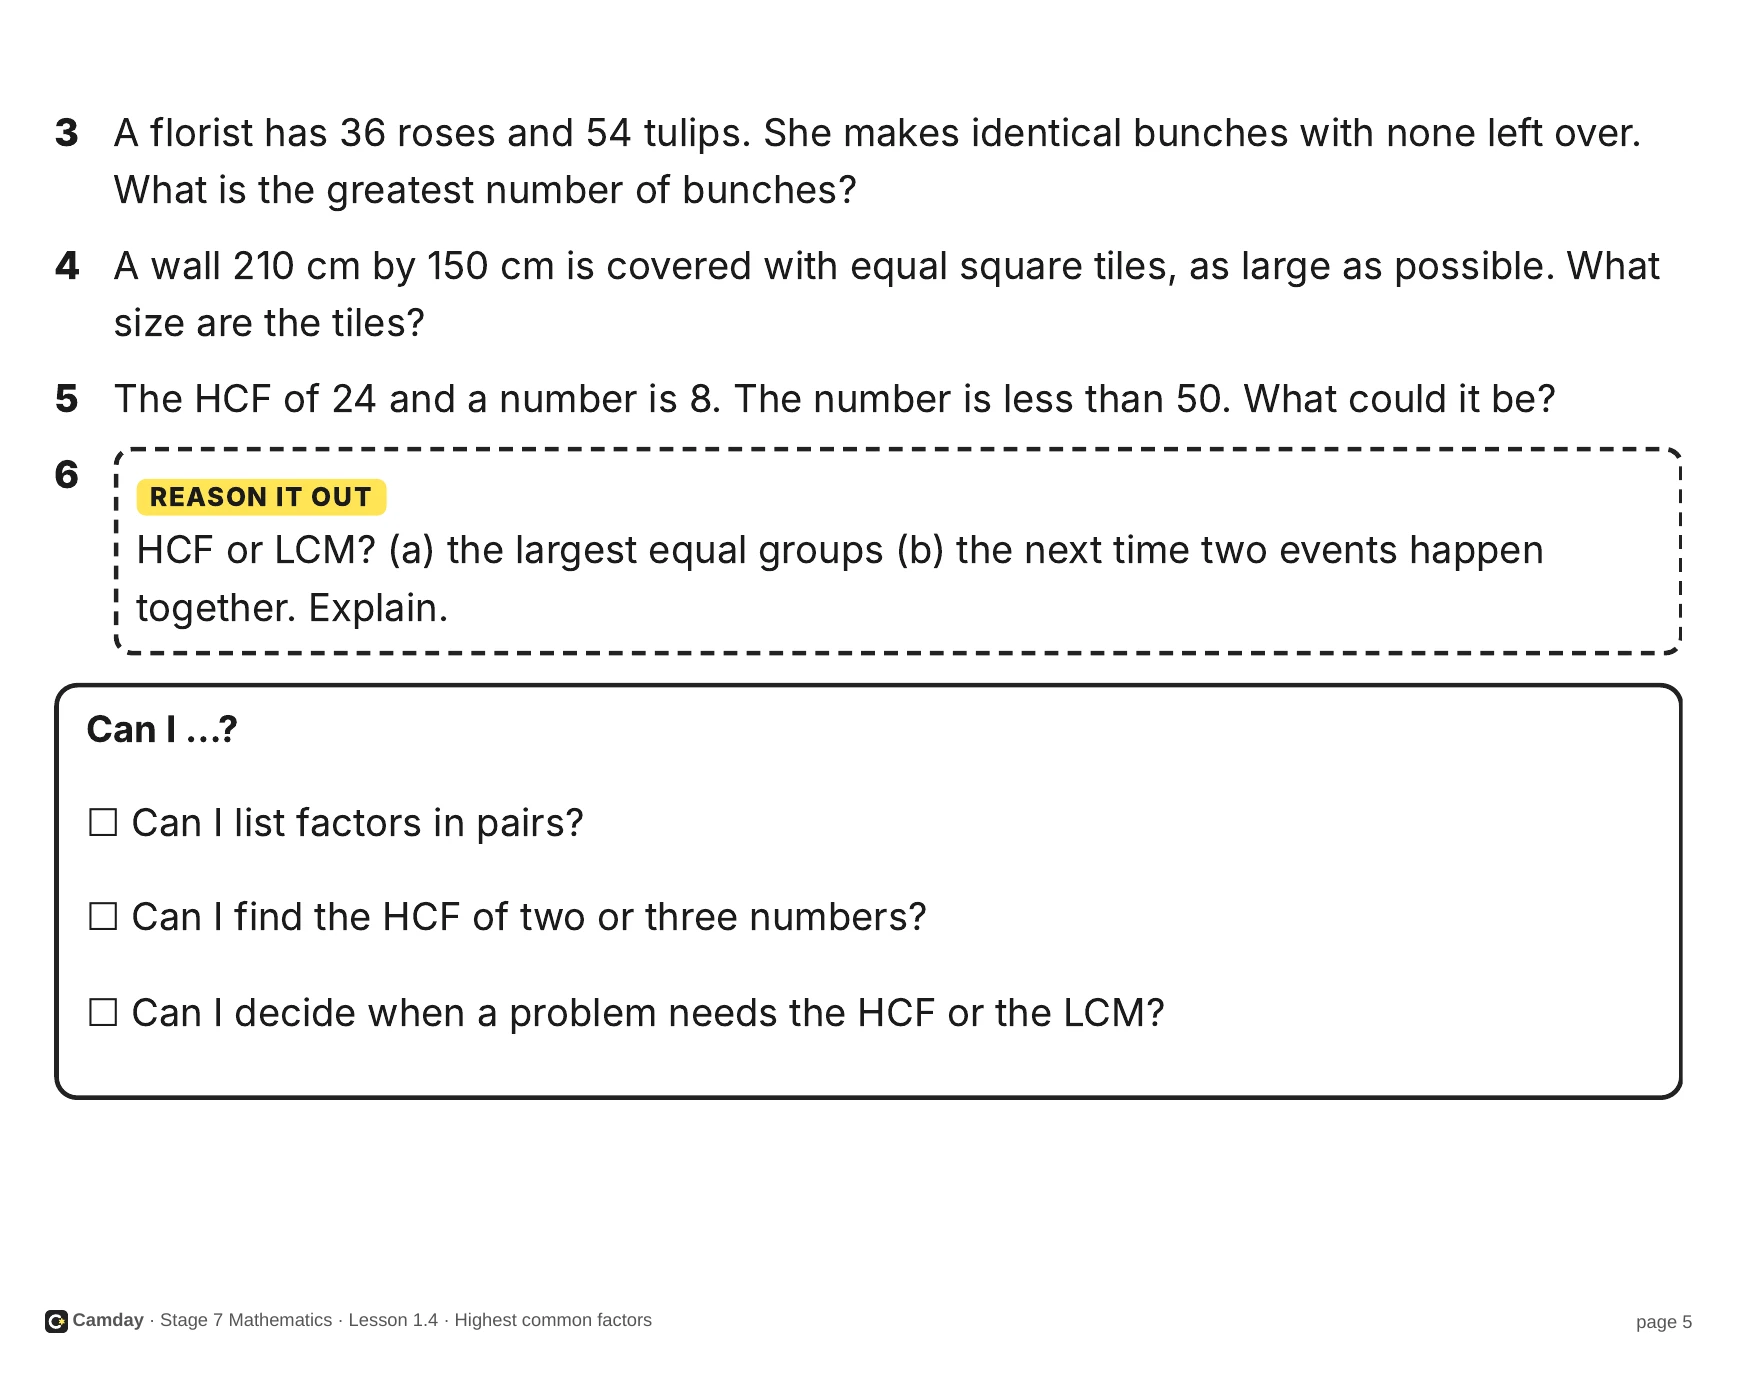 3 A florist has 36 roses and 54 tulips. She makes identical bunches with none left over.
What is the greatest number of bunches?
4 A wall 210 cm by 150 cm is covered with equal square tiles, as large as possible. What
size are the tiles?
5 The HCF of 24 and a number is 8. The number is less than 50. What could it be?
6
REASON IT OUT
HCF or LCM? (a) the largest equal groups (b) the next time two events happen
together. Explain.
Can I …?
☐ Can I list factors in pairs?
☐ Can I find the HCF of two or three numbers?
☐ Can I decide when a problem needs the HCF or the LCM?
Camday · Stage 7 Mathematics · Lesson 1.4 · Highest common factors
page 5